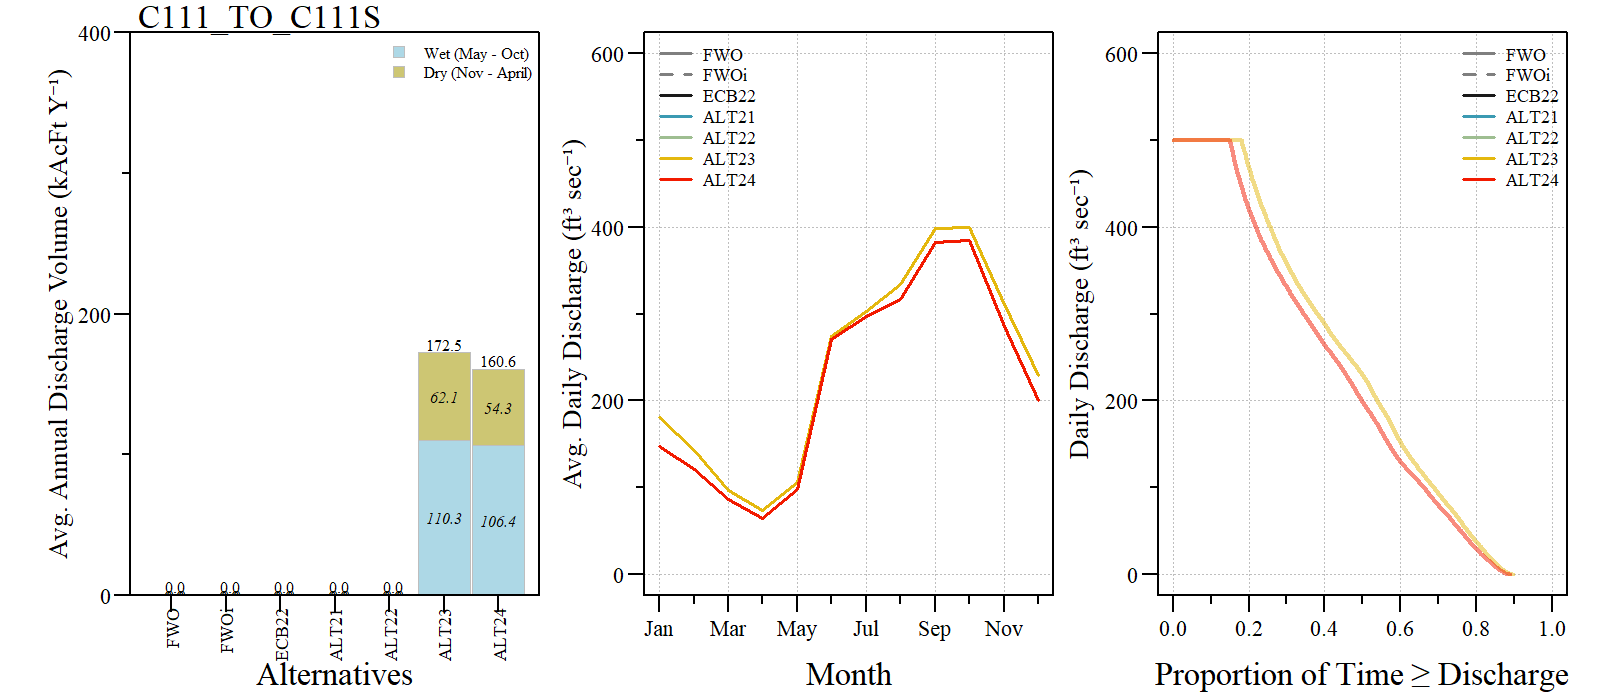 C111_TO_C111S
Avg. Annual Discharge Volume (kAcFt Y⁻¹)
400
200
0
Wet (May - Oct)
Dry (Nov - April)
172.5
160.6
62.1
54.3
110.3
106.4
0.0
0.0
0.0
0.0
0.0
FWO
FWOi
ECB22
ALT21
ALT22
ALT23
ALT24
Alternatives
Avg. Daily Discharge (ft³ sec⁻¹)
600
400
200
0
FWO
FWOi
ECB22
ALT21
ALT22
ALT23
ALT24
Jan Mar May Jul Sep Nov
Month
Daily Discharge (ft³ sec⁻¹)
600
400
200
0
FWO
FWOi
ECB22
ALT21
ALT22
ALT23
ALT24
0.0 0.2 0.4 0.6 0.8 1.0
Proportion of Time ≥ Discharge